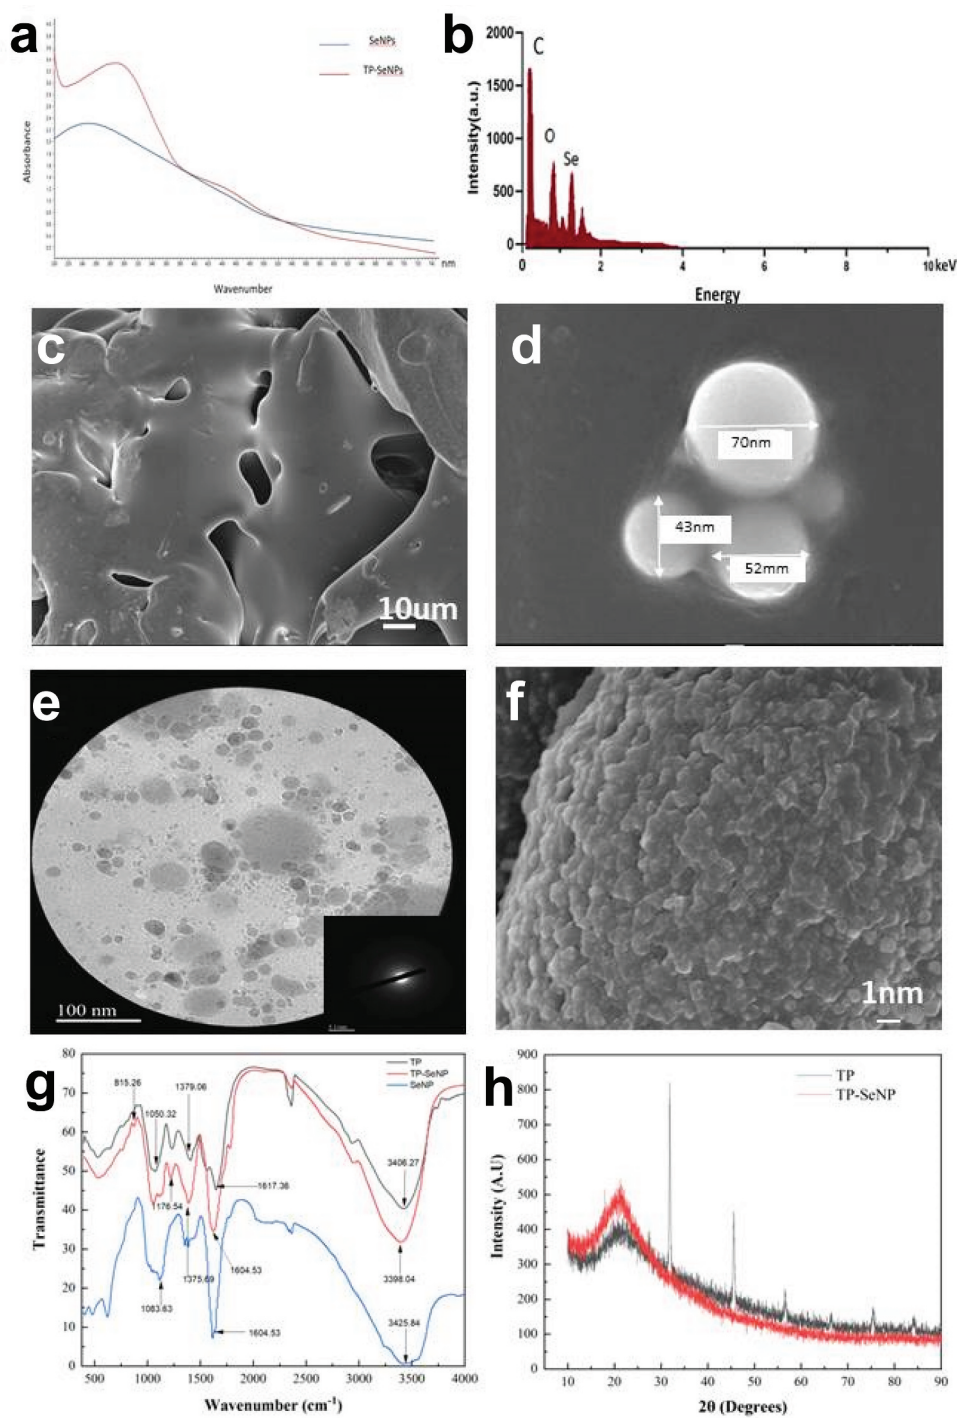 a
SeNPs
TP-SeNPs
Absorbance
nm
Wavenumber
b
2000
1500
1000
500
0
Intensity(a.u.)
C
O
Se
0
2
4
6
8
10keV
Energy
c
10um
d
70nm
43nm
52mm
e
100 nm
f
1nm
g
80
70
60
50
40
30
20
10
0
Transmittance
TP
TP-SeNP
SeNP
815.26
1379.06
1050.32
3406.27
1617.36
1176.54
1375.69
1604.53
3398.04
1083.63
1604.53
3425.84
500
1000
1500
2000
2500
3000
3500
4000
Wavenumber (cm-1)
h
900
800
700
600
500
400
300
200
100
0
Intensity (A.U)
TP
TP-SeNP
10
20
30
40
50
60
70
80
90
2θ (Degrees)